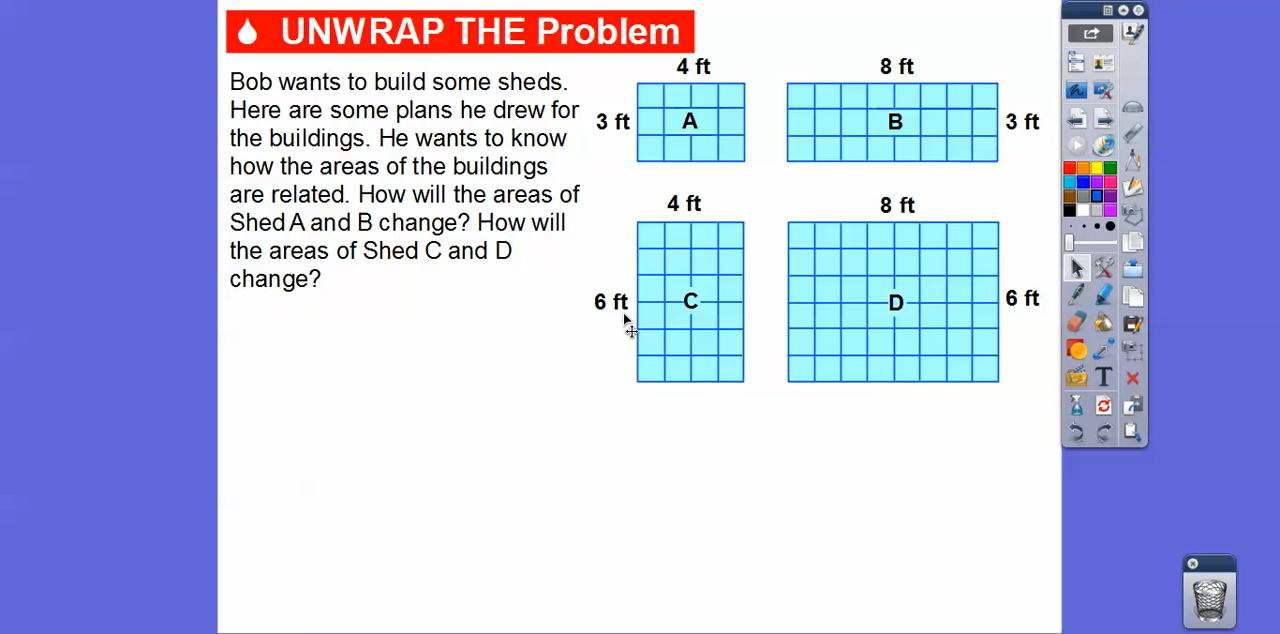 UNWRAP THE Problem
Bob wants to build some sheds.
Here are some plans he drew for
the buildings. He wants to know
how the areas of the buildings
are related. How will the areas of
Shed A and B change? How will
the areas of Shed C and D
change?
4 ft
8 ft
3 ft
A
B
3 ft
4 ft
8 ft
6 ft
C
D
6 ft
T